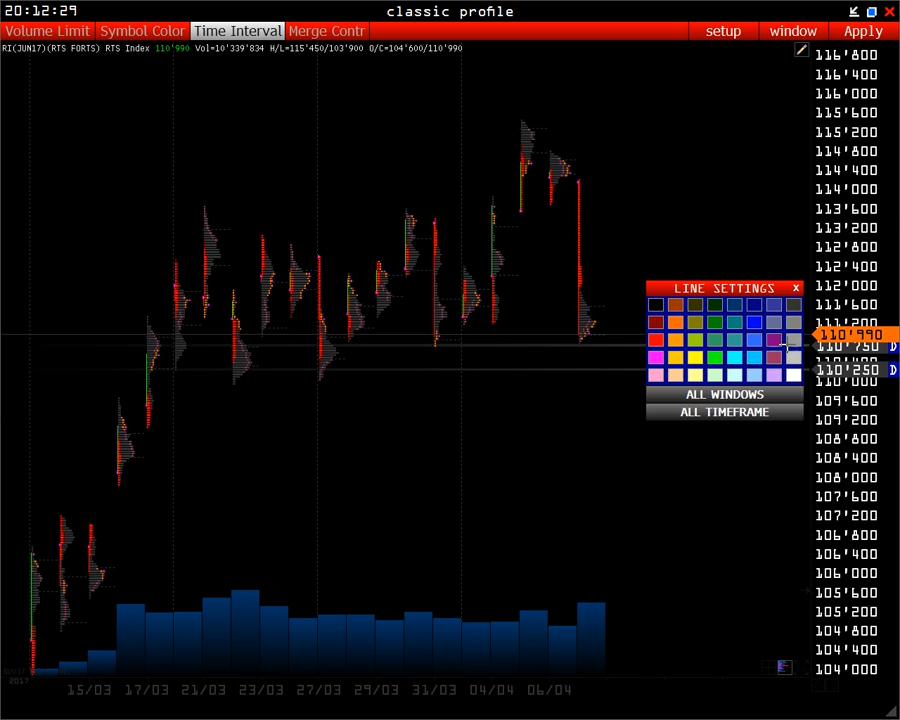 20:12:29
classic profile
Volume Limit
Symbol Color
Time Interval
Merge Contr
setup
window
Apply
RI(JUN17)(RTS FORTS) RTS Index 110'990 Vol=10'339'834 H/L=115'450/103'900 O/C=104'600/110'990
116'800
116'400
116'000
115'600
115'200
114'800
114'400
114'000
113'600
113'200
112'800
112'400
112'000
111'600
111'200
110'990
110'750 D
110'250 D
110'000
109'600
109'200
108'800
108'400
108'000
107'600
107'200
106'800
106'400
106'000
105'600
105'200
104'800
104'400
104'000
LINE SETTINGS x
ALL WINDOWS
ALL TIMEFRAME
2017
15/03 17/03 21/03 23/03 27/03 29/03 31/03 04/04 06/04